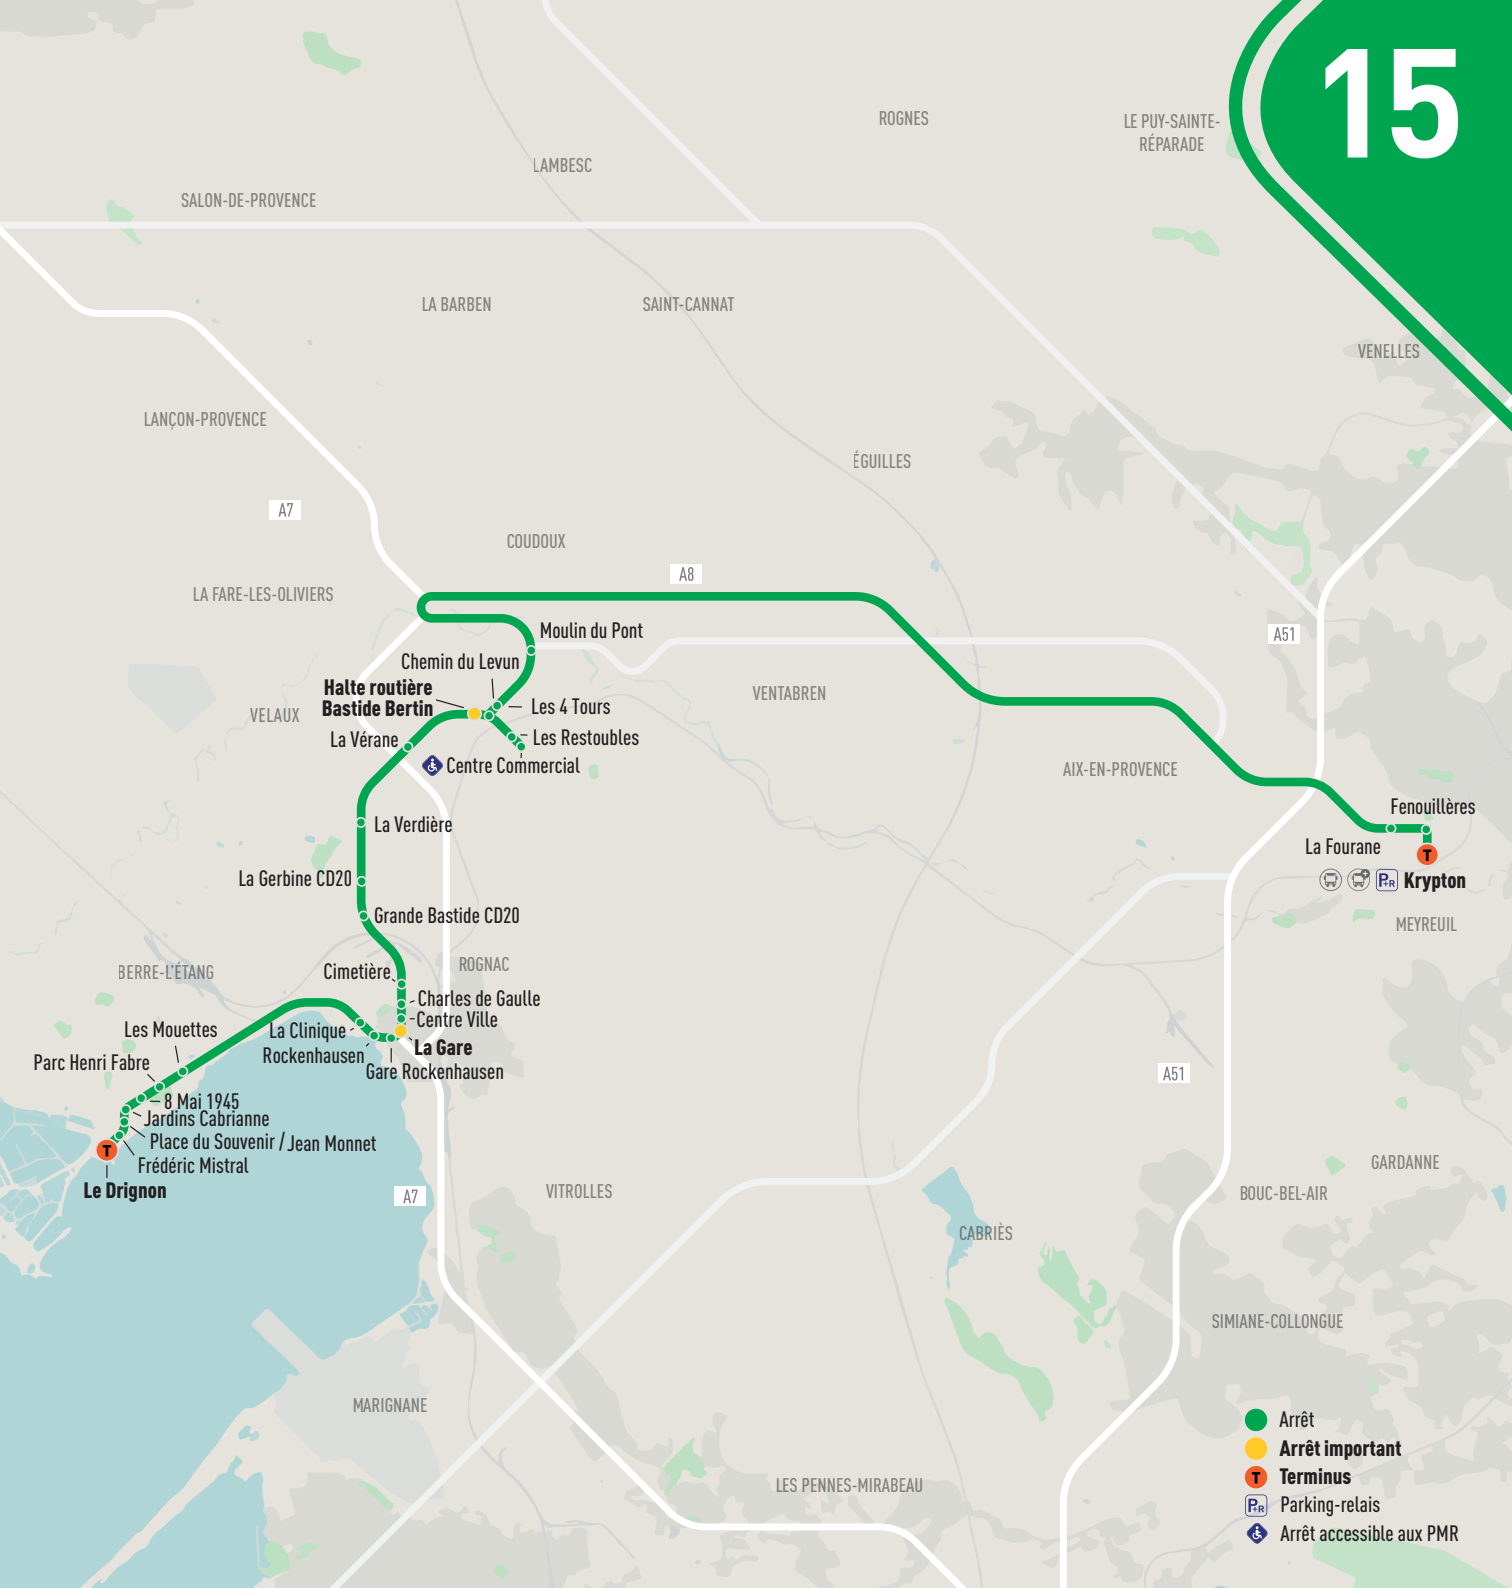 15
ROGNES
LE PUY-SAINTE-
RÉPARADE
LAMBESC
SALON-DE-PROVENCE
LA BARBEN
SAINT-CANNAT
VENELLES
LANÇON-PROVENCE
ÉGUILLES
A7
COUDOUX
A8
LA FARE-LES-OLIVIERS
Moulin du Pont
A51
Chemin du Levun
Halte routière
Bastide Bertin
VENTABREN
Les 4 Tours
VELAUX
La Vérane
Les Restoubles
Centre Commercial
AIX-EN-PROVENCE
Fenouillères
La Verdière
La Fourane
T
P+R Krypton
La Gerbine CD20
Grande Bastide CD20
MEYREUIL
ROGNAC
BERRE-L'ÉTANG
Cimetière
Charles de Gaulle
Centre Ville
Les Mouettes
La Clinique
La Gare
Rockenhausen
Parc Henri Fabre
Gare Rockenhausen
A51
8 Mai 1945
Jardins Cabrianne
Place du Souvenir / Jean Monnet
T
Frédéric Mistral
Le Drignon
A7
VITROLLES
GARDANNE
BOUC-BEL-AIR
CABRIÈS
SIMIANE-COLLONGUE
MARIGNANE
LES PENNES-MIRABEAU
Arrêt
Arrêt important
T Terminus
P+R Parking-relais
Arrêt accessible aux PMR